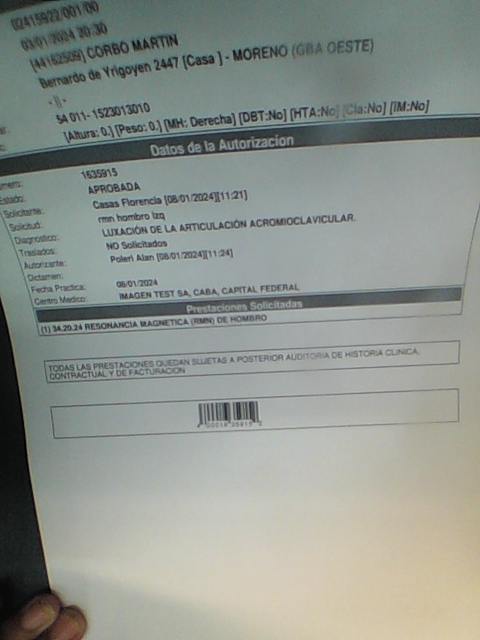 02415922/001/00
03/01/2024 20:30
[44162509] CORBO MARTIN
Bernardo de Yrigoyen 2447 [Casa ] - MORENO (GBA OESTE)
- || -
54 011- 1523013010
[Altura: 0.] [Peso: 0.] [MH: Derecha] [DBT:No] [HTA:No] [Cia:No] [IM:No]
Datos de la Autorización
1635915
Estado: APROBADA
Solicitante: Casas Florencia [08/01/2024][11:21]
Solicitud: rmn hombro izq
Diagnostico: LUXACIÓN DE LA ARTICULACIÓN ACROMIOCLAVICULAR.
Traslados: NO Solicitados
Autorizante: Poleri Alan [08/01/2024][11:24]
Dictamen:
Fecha Practica: 08/01/2024
Centro Medico: IMAGEN TEST SA, CABA, CAPITAL FEDERAL
Prestaciones Solicitadas
(1) 34.20.24 RESONANCIA MAGNETICA (RMN) DE HOMBRO
TODAS LAS PRESTACIONES QUEDAN SUJETAS A POSTERIOR AUDITORIA DE HISTORIA CLINICA,
CONTRACTUAL Y DE FACTURACION